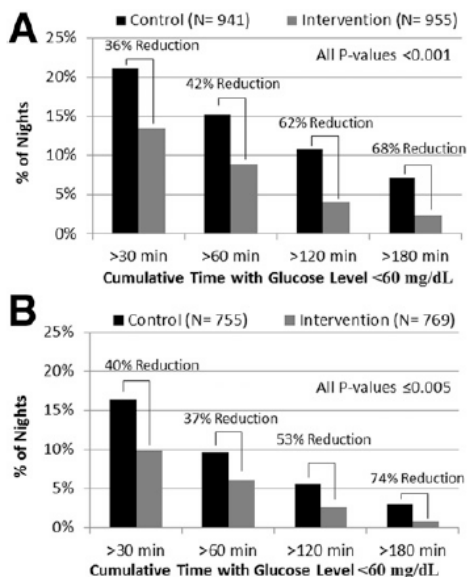 A
Control (N= 941) Intervention (N= 955)
25%
36% Reduction
All P-values <0.001
20%
42% Reduction
15%
62% Reduction
68% Reduction
10%
5%
0%
% of Nights
>30 min >60 min >120 min >180 min
Cumulative Time with Glucose Level <60 mg/dL
B
Control (N= 755) Intervention (N = 769)
25%
20%
40% Reduction
All P-values ≤0.005
15%
37% Reduction
53% Reduction
10%
74% Reduction
5%
0%
% of Nights
>30 min >60 min >120 min >180 min
Cumulative Time with Glucose Level <60 mg/dL